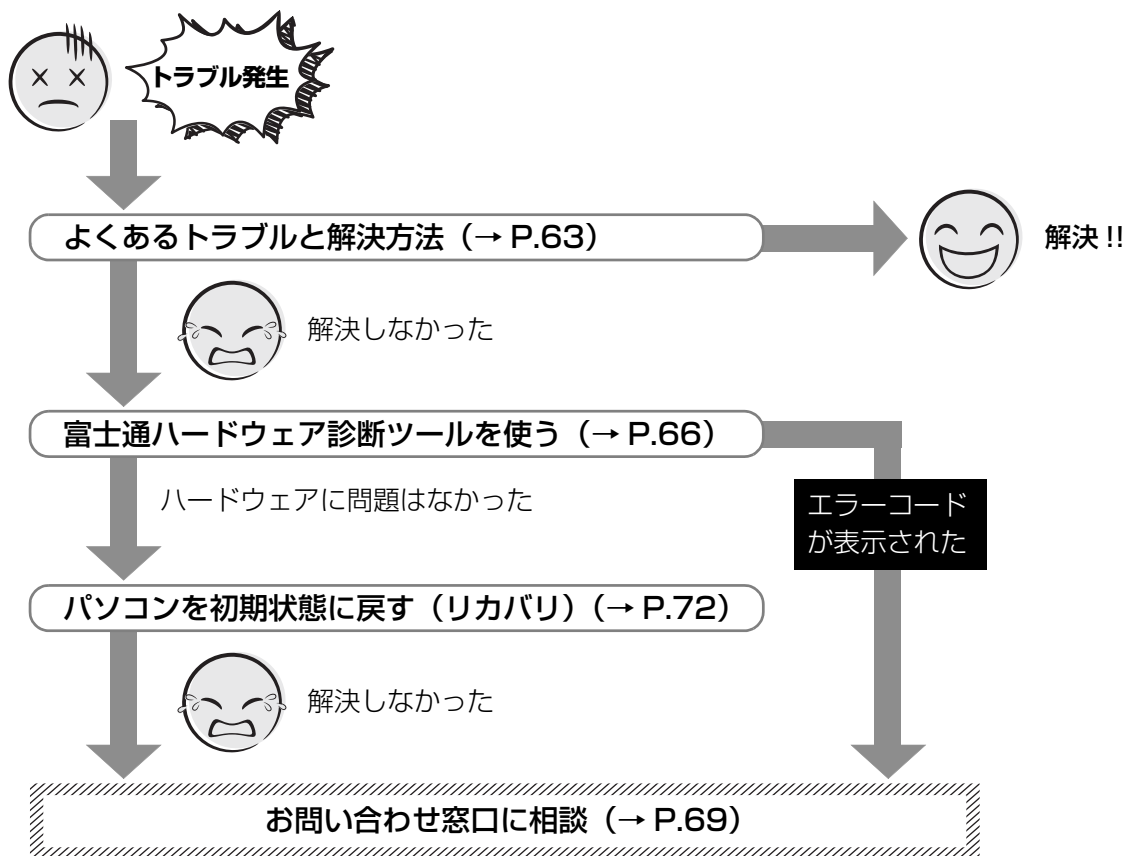 トラブル発生
よくあるトラブルと解決方法（→ P.63）
解決 !!
解決しなかった
富士通ハードウェア診断ツールを使う（→ P.66）
ハードウェアに問題はなかった
エラーコード
が表示された
パソコンを初期状態に戻す（リカバリ）（→ P.72）
解決しなかった
お問い合わせ窓口に相談（→ P.69）